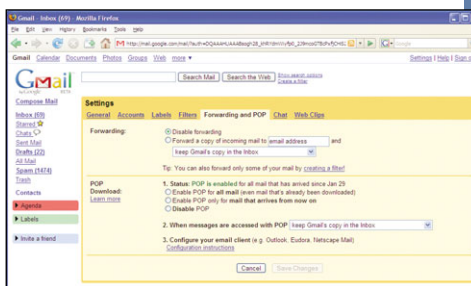 Gmail - Inbox (69) - Mozilla Firefox
File Edit View History Bookmarks Tools Help
Gmail Calendar Documents Photos Groups Web more ▼
Settings | Help | Sign
Gmail
Search Mail Search the Web Show search options
Create a filter
Compose Mail
Inbox (69)
Starred
Chats
Sent Mail
Drafts (22)
All Mail
Spam (1474)
Trash
Contacts
Agenda
Labels
Invite a friend
Settings
General Accounts Labels Filters Forwarding and POP Chat Web Clips
Forwarding:
Disable forwarding
Forward a copy of incoming mail to email address and
keep Gmail's copy in the Inbox
Tip: You can also forward only some of your mail by creating a filter!
POP
Download:
Learn more
1. Status: POP is enabled for all mail that has arrived since Jan 29
Enable POP for all mail (even mail that's already been downloaded)
Enable POP only for mail that arrives from now on
Disable POP
2. When messages are accessed with POP keep Gmail's copy in the Inbox
3. Configure your email client (e.g. Outlook, Eudora, Netscape Mail)
Configuration instructions
Cancel Save Changes